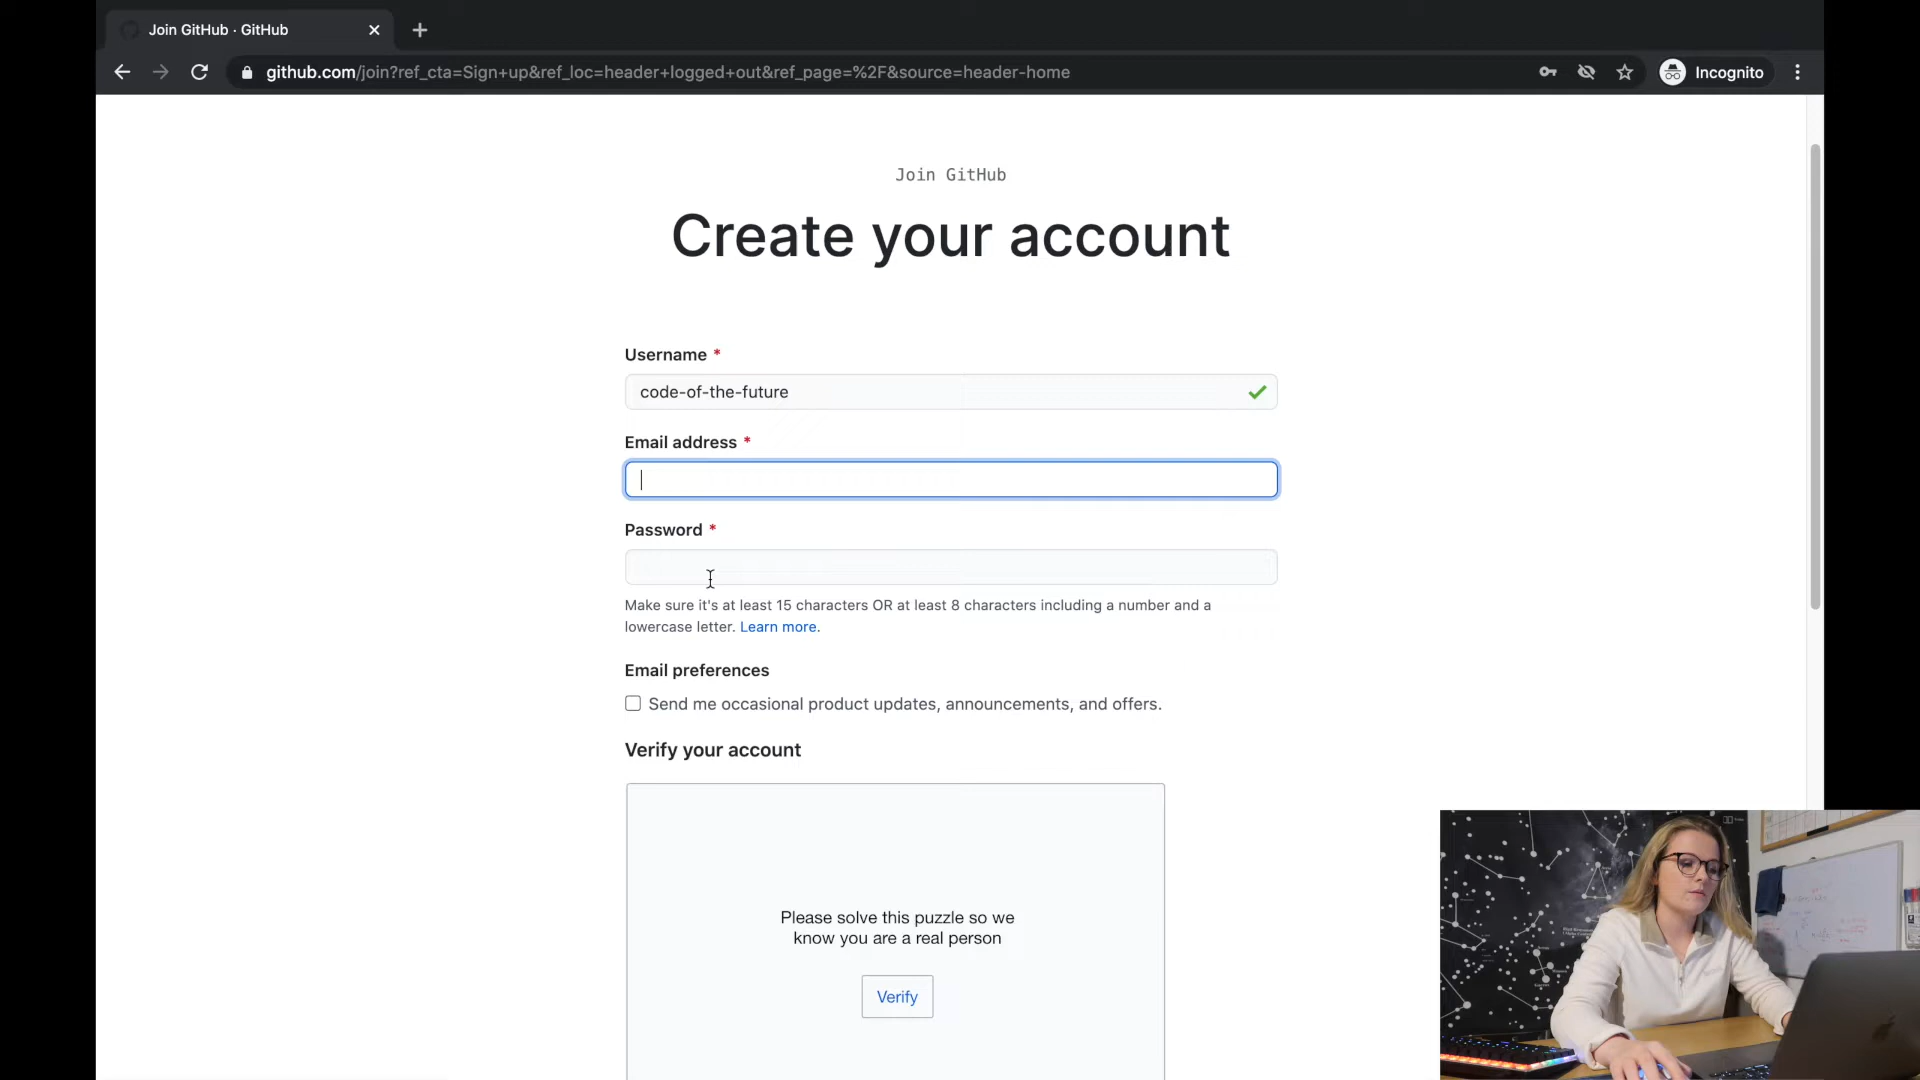 Join GitHub · GitHub
github.com/join?ref_cta=Sign+up&ref_loc=header+logged+out&ref_page=%2F&source=header-home
Incognito
Join GitHub
Create your account
Username *
code-of-the-future
Email address *
Password *
Make sure it's at least 15 characters OR at least 8 characters including a number and a
lowercase letter. Learn more.
Email preferences
Send me occasional product updates, announcements, and offers.
Verify your account
Please solve this puzzle so we
know you are a real person
Verify